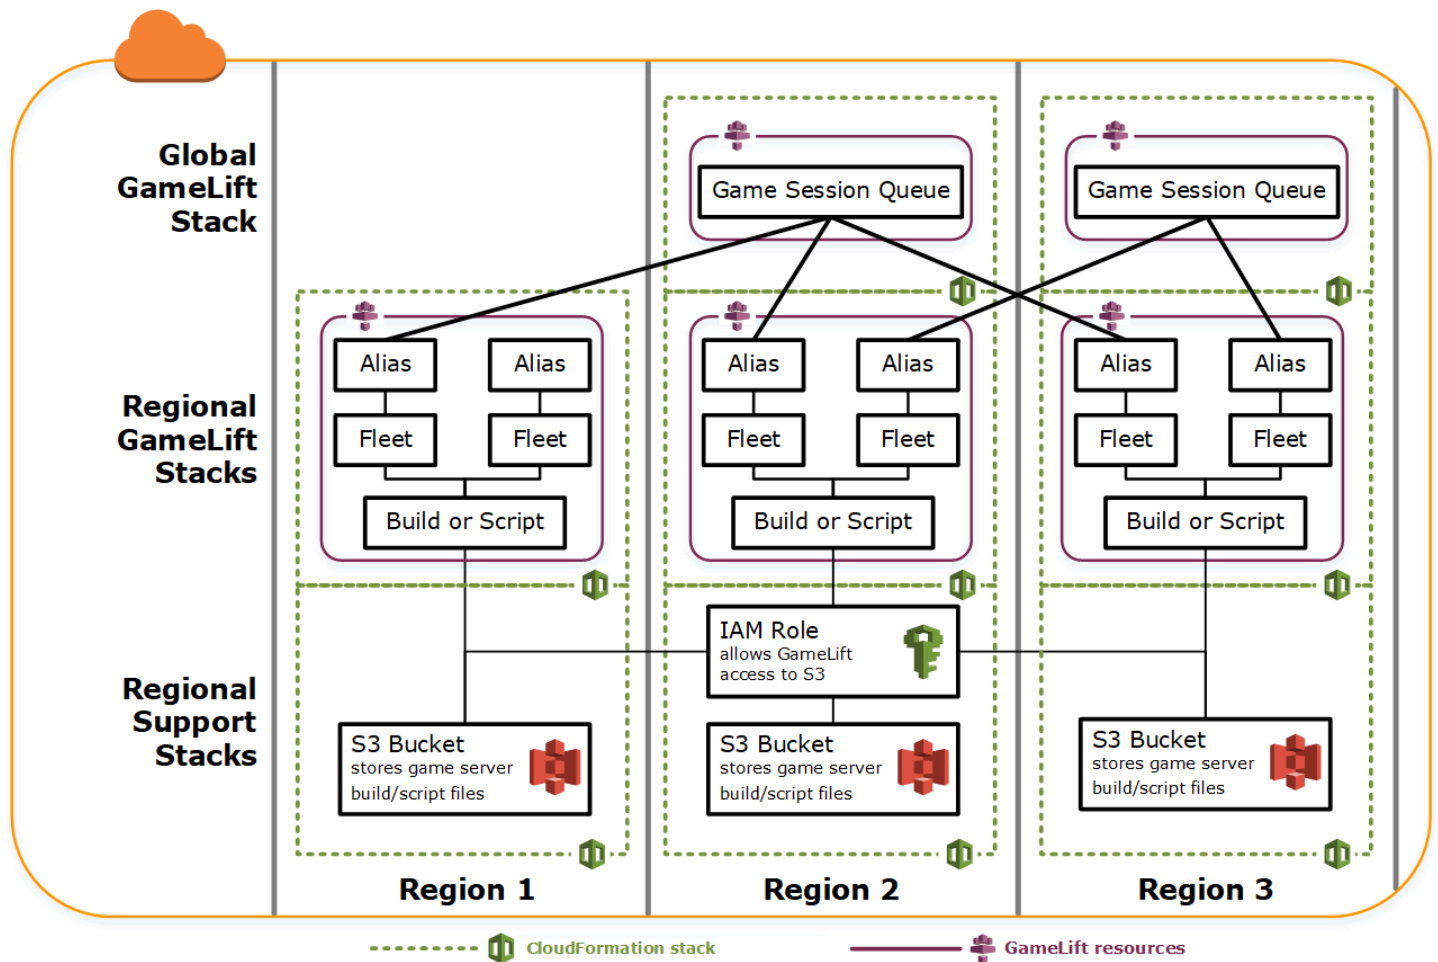 Global
GameLift
Stack
Game Session Queue
Game Session Queue
Regional
GameLift
Stacks
Alias
Alias
Alias
Alias
Alias
Alias
Fleet
Fleet
Fleet
Fleet
Fleet
Fleet
Build or Script
Build or Script
Build or Script
Regional
Support
Stacks
IAM Role
allows GameLift
access to S3
S3 Bucket
stores game server
build/script files
S3 Bucket
stores game server
build/script files
S3 Bucket
stores game server
build/script files
Region 1
Region 2
Region 3
CloudFormation stack
GameLift resources